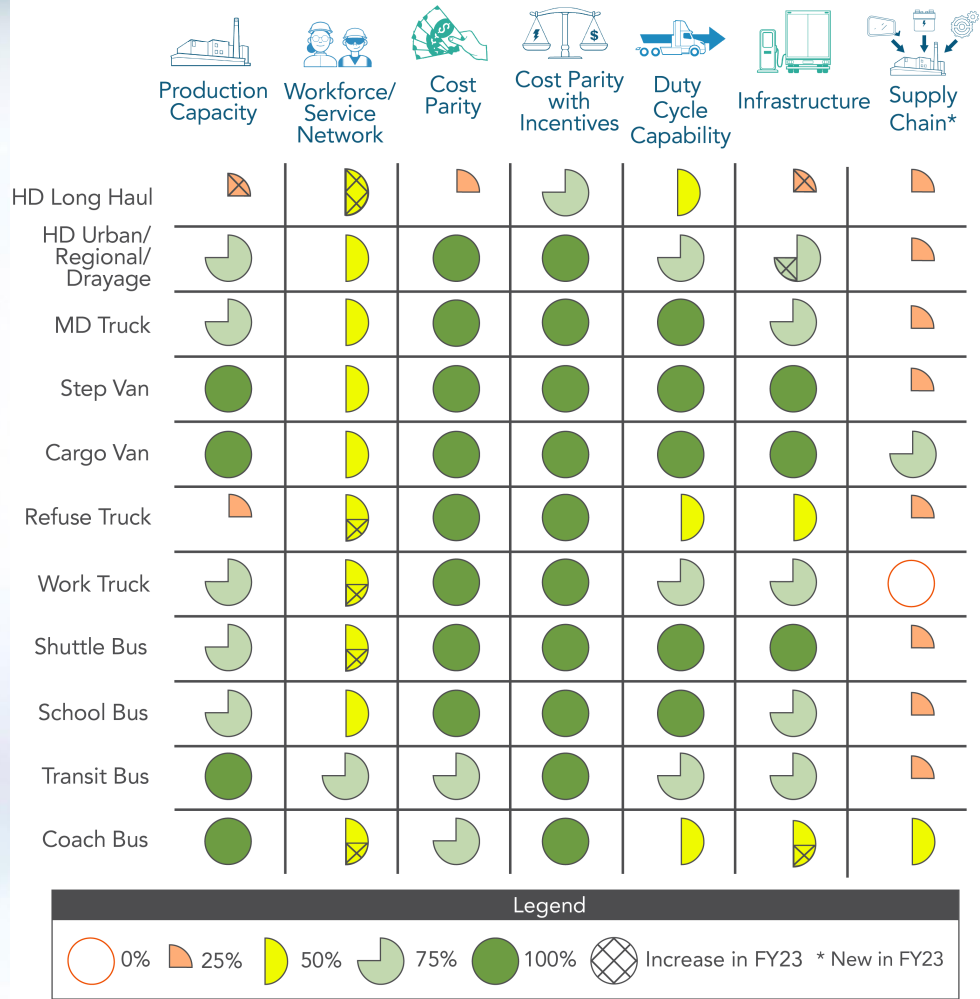 Production
Capacity
Workforce/
Service
Network
Cost
Parity
Cost Parity
with
Incentives
Duty
Cycle
Capability
Infrastructure
Supply
Chain*
$
HD Long Haul
HD Urban/
Regional/
Drayage
MD Truck
Step Van
Cargo Van
Refuse Truck
Work Truck
Shuttle Bus
School Bus
Transit Bus
Coach Bus
Legend
0% 25% 50% 75% 100% Increase in FY23 * New in FY23